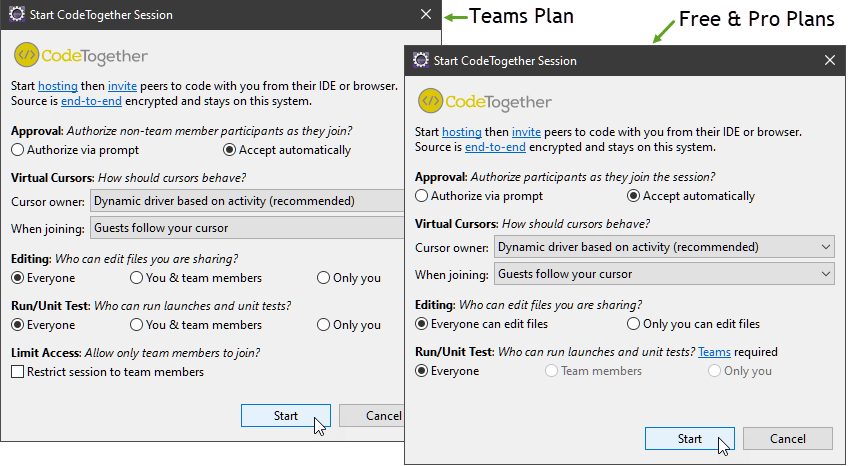 Start CodeTogether Session
Teams Plan
CodeTogether
Start hosting then invite peers to code with you from their IDE or browser.
Source is end-to-end encrypted and stays on this system.
Approval: Authorize non-team member participants as they join?
Authorize via prompt
Accept automatically
Virtual Cursors: How should cursors behave?
Cursor owner: Dynamic driver based on activity (recommended)
When joining: Guests follow your cursor
Editing: Who can edit files you are sharing?
Everyone
You & team members
Only you
Run/Unit Test: Who can run launches and unit tests?
Everyone
You & team members
Only you
Limit Access: Allow only team members to join?
Restrict session to team members
Start
Cancel
Free & Pro Plans
Start CodeTogether Session
CodeTogether
Start hosting then invite peers to code with you from their IDE or browser.
Source is end-to-end encrypted and stays on this system.
Approval: Authorize participants as they join the session?
Authorize via prompt
Accept automatically
Virtual Cursors: How should cursors behave?
Cursor owner: Dynamic driver based on activity (recommended)
When joining: Guests follow your cursor
Editing: Who can edit files you are sharing?
Everyone can edit files
Only you can edit files
Run/Unit Test: Who can run launches and unit tests? Teams required
Everyone
Team members
Only you
Start
Cancel